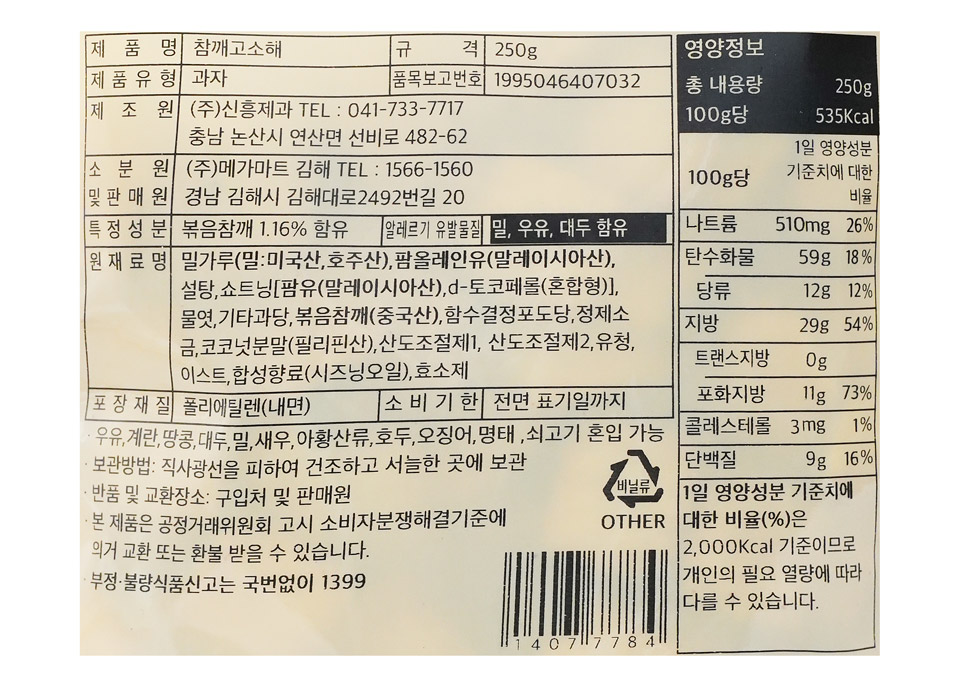 제 품 명 참깨고소해 규 격 250g
제품유형 과자 품목보고번호 1995046407032
제 조 원 (주)신흥제과 TEL : 041-733-7717
충남 논산시 연산면 선비로 482-62
소 분 원 (주)메가마트 김해 TEL : 1566-1560
및판매원 경남 김해시 김해대로2492번길 20
특정성분 볶음참깨 1.16% 함유 알레르기 유발물질 밀, 우유, 대두 함유
원재료명 밀가루(밀:미국산,호주산),팜올레인유(말레이시아산),
설탕,쇼트닝[팜유(말레이시아산),d-토코페롤(혼합형)],
물엿,기타과당,볶음참깨(중국산),함수결정포도당,정제소
금,코코넛분말(필리핀산),산도조절제1, 산도조절제2,유청,
이스트,합성향료(시즈닝오일),효소제
포장재질 폴리에틸렌(내면) 소비기한 전면 표기일까지
· 우유,계란,땅콩,대두,밀,새우,아황산류,호두,오징어,명태 ,쇠고기 혼입 가능
· 보관방법: 직사광선을 피하여 건조하고 서늘한 곳에 보관
· 반품 및 교환장소: 구입처 및 판매원
· 본 제품은 공정거래위원회 고시 소비자분쟁해결기준에
의거 교환 또는 환불 받을 수 있습니다.
· 부정·불량식품신고는 국번없이 1399
비닐류
OTHER
1407 7784
영양정보
총 내용량 250g
100g당 535Kcal
100g당 1일 영양성분
기준치에 대한
비율
나트륨 510mg 26%
탄수화물 59g 18%
당류 12g 12%
지방 29g 54%
트랜스지방 0g
포화지방 11g 73%
콜레스테롤 3mg 1%
단백질 9g 16%
1일 영양성분 기준치에
대한 비율(%)은
2,000Kcal 기준이므로
개인의 필요 열량에 따라
다를 수 있습니다.